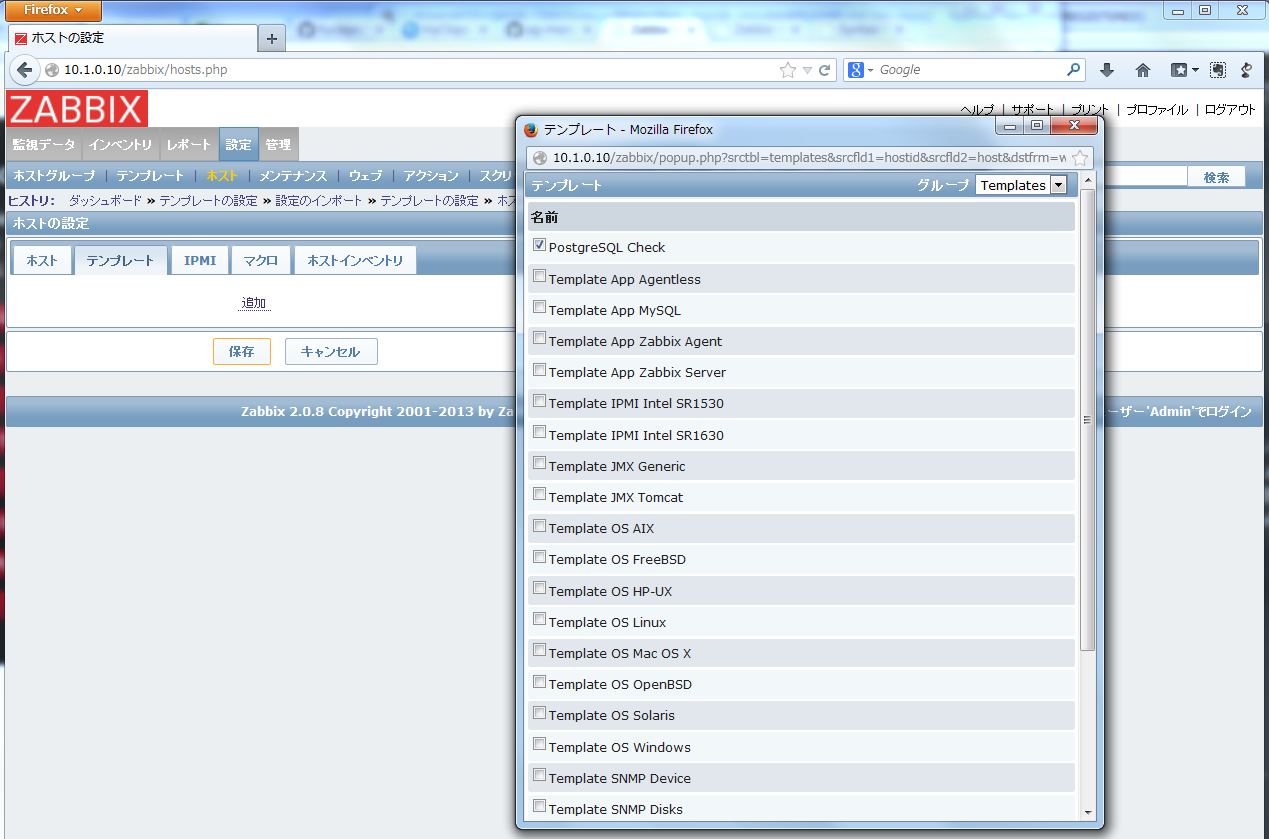 Firefox
ホストの設定
10.1.0.10/zabbix/hosts.php
Google
ZABBIX
ヘルプ | サポート | プリント | プロファイル | ログアウト
監視データ インベントリ レポート 設定 管理
ホストグループ | テンプレート | ホスト | メンテナンス | ウェブ | アクション | スクリ
検索
ヒストリ: ダッシュボード » テンプレートの設定 » 設定のインポート » テンプレートの設定 » ホス
ホストの設定
ホスト テンプレート IPMI マクロ ホストインベントリ
追加
保存 キャンセル
Zabbix 2.0.8 Copyright 2001-2013 by Za
ーザー'Admin'でログイン
テンプレート - Mozilla Firefox
10.1.0.10/zabbix/popup.php?srctbl=templates&srcfld1=hostid&srcfld2=host&dstfrm=w
テンプレート グループ Templates
名前
PostgreSQL Check
Template App Agentless
Template App MySQL
Template App Zabbix Agent
Template App Zabbix Server
Template IPMI Intel SR1530
Template IPMI Intel SR1630
Template JMX Generic
Template JMX Tomcat
Template OS AIX
Template OS FreeBSD
Template OS HP-UX
Template OS Linux
Template OS Mac OS X
Template OS OpenBSD
Template OS Solaris
Template OS Windows
Template SNMP Device
Template SNMP Disks